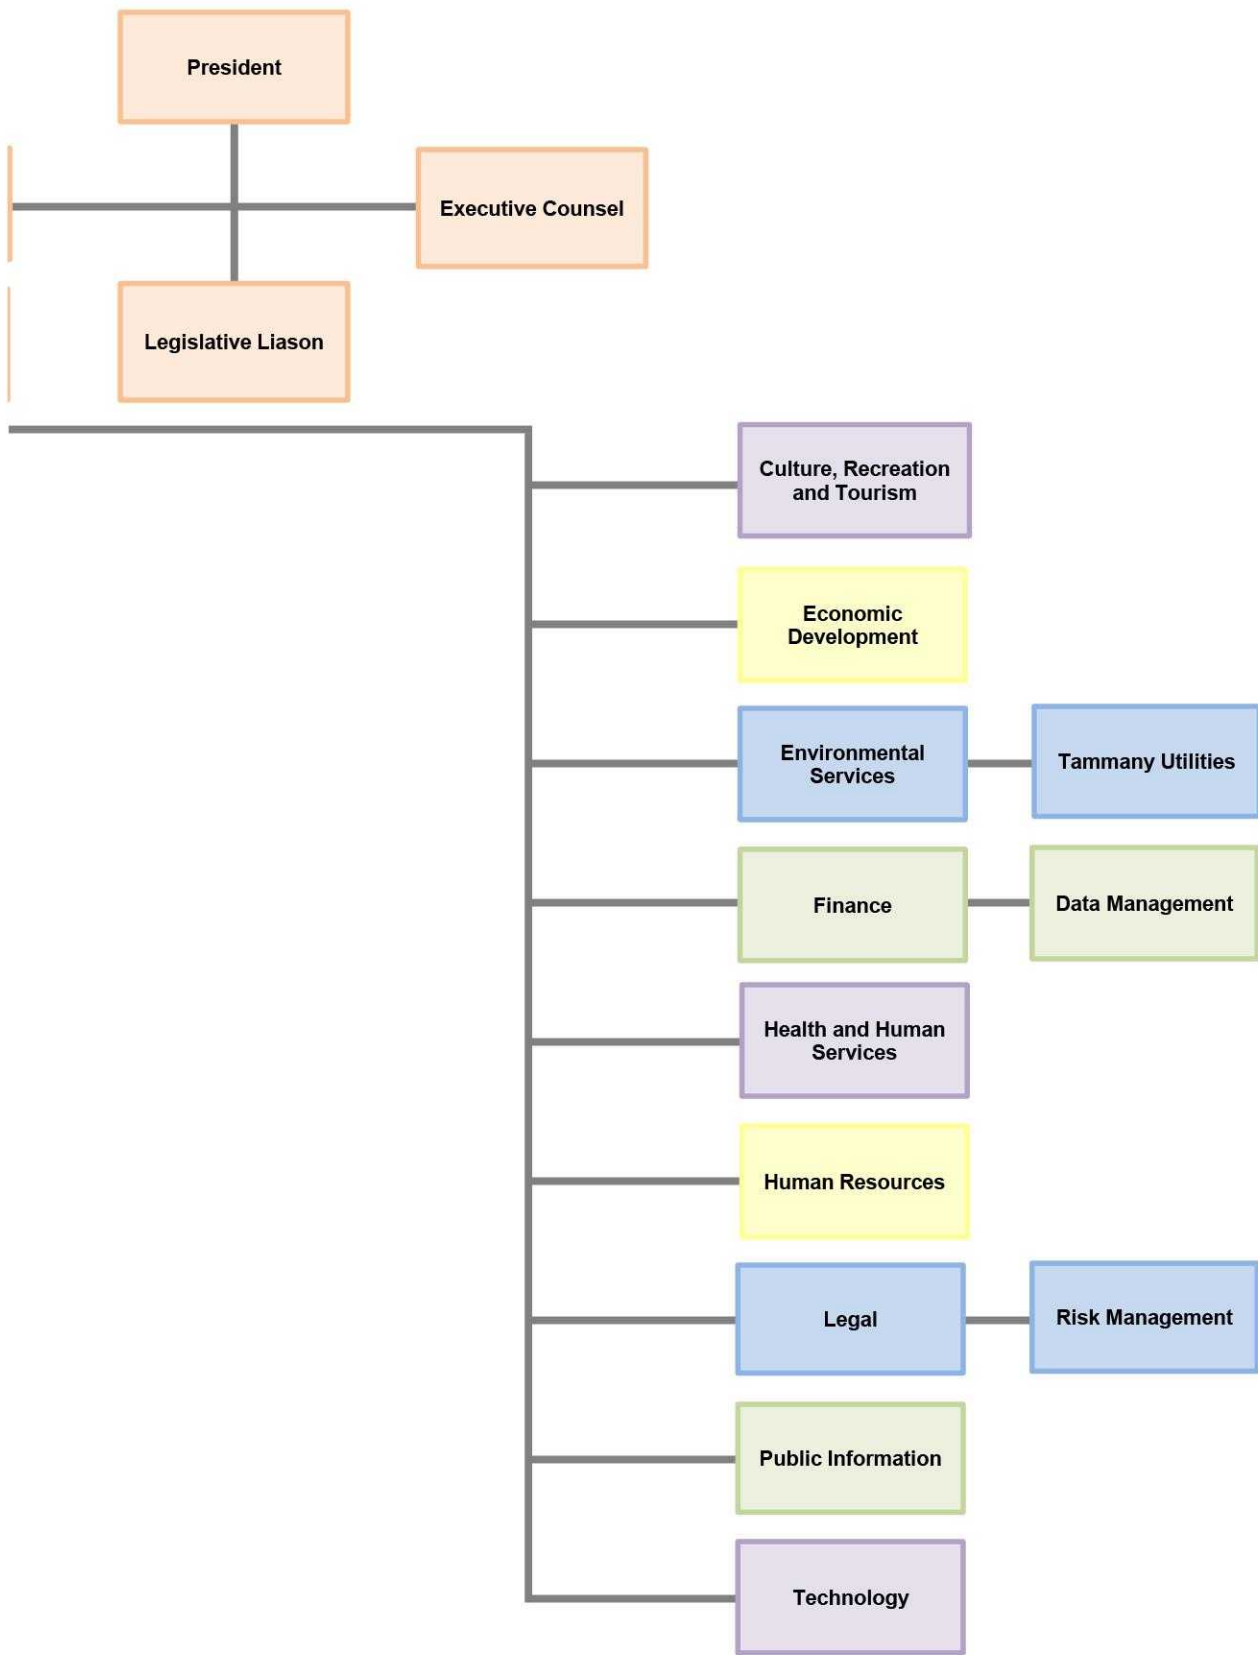 President
Executive Counsel
Legislative Liason
Culture, Recreation
and Tourism
Economic
Development
Environmental
Services
Tammany Utilities
Finance
Data Management
Health and Human
Services
Human Resources
Legal
Risk Management
Public Information
Technology